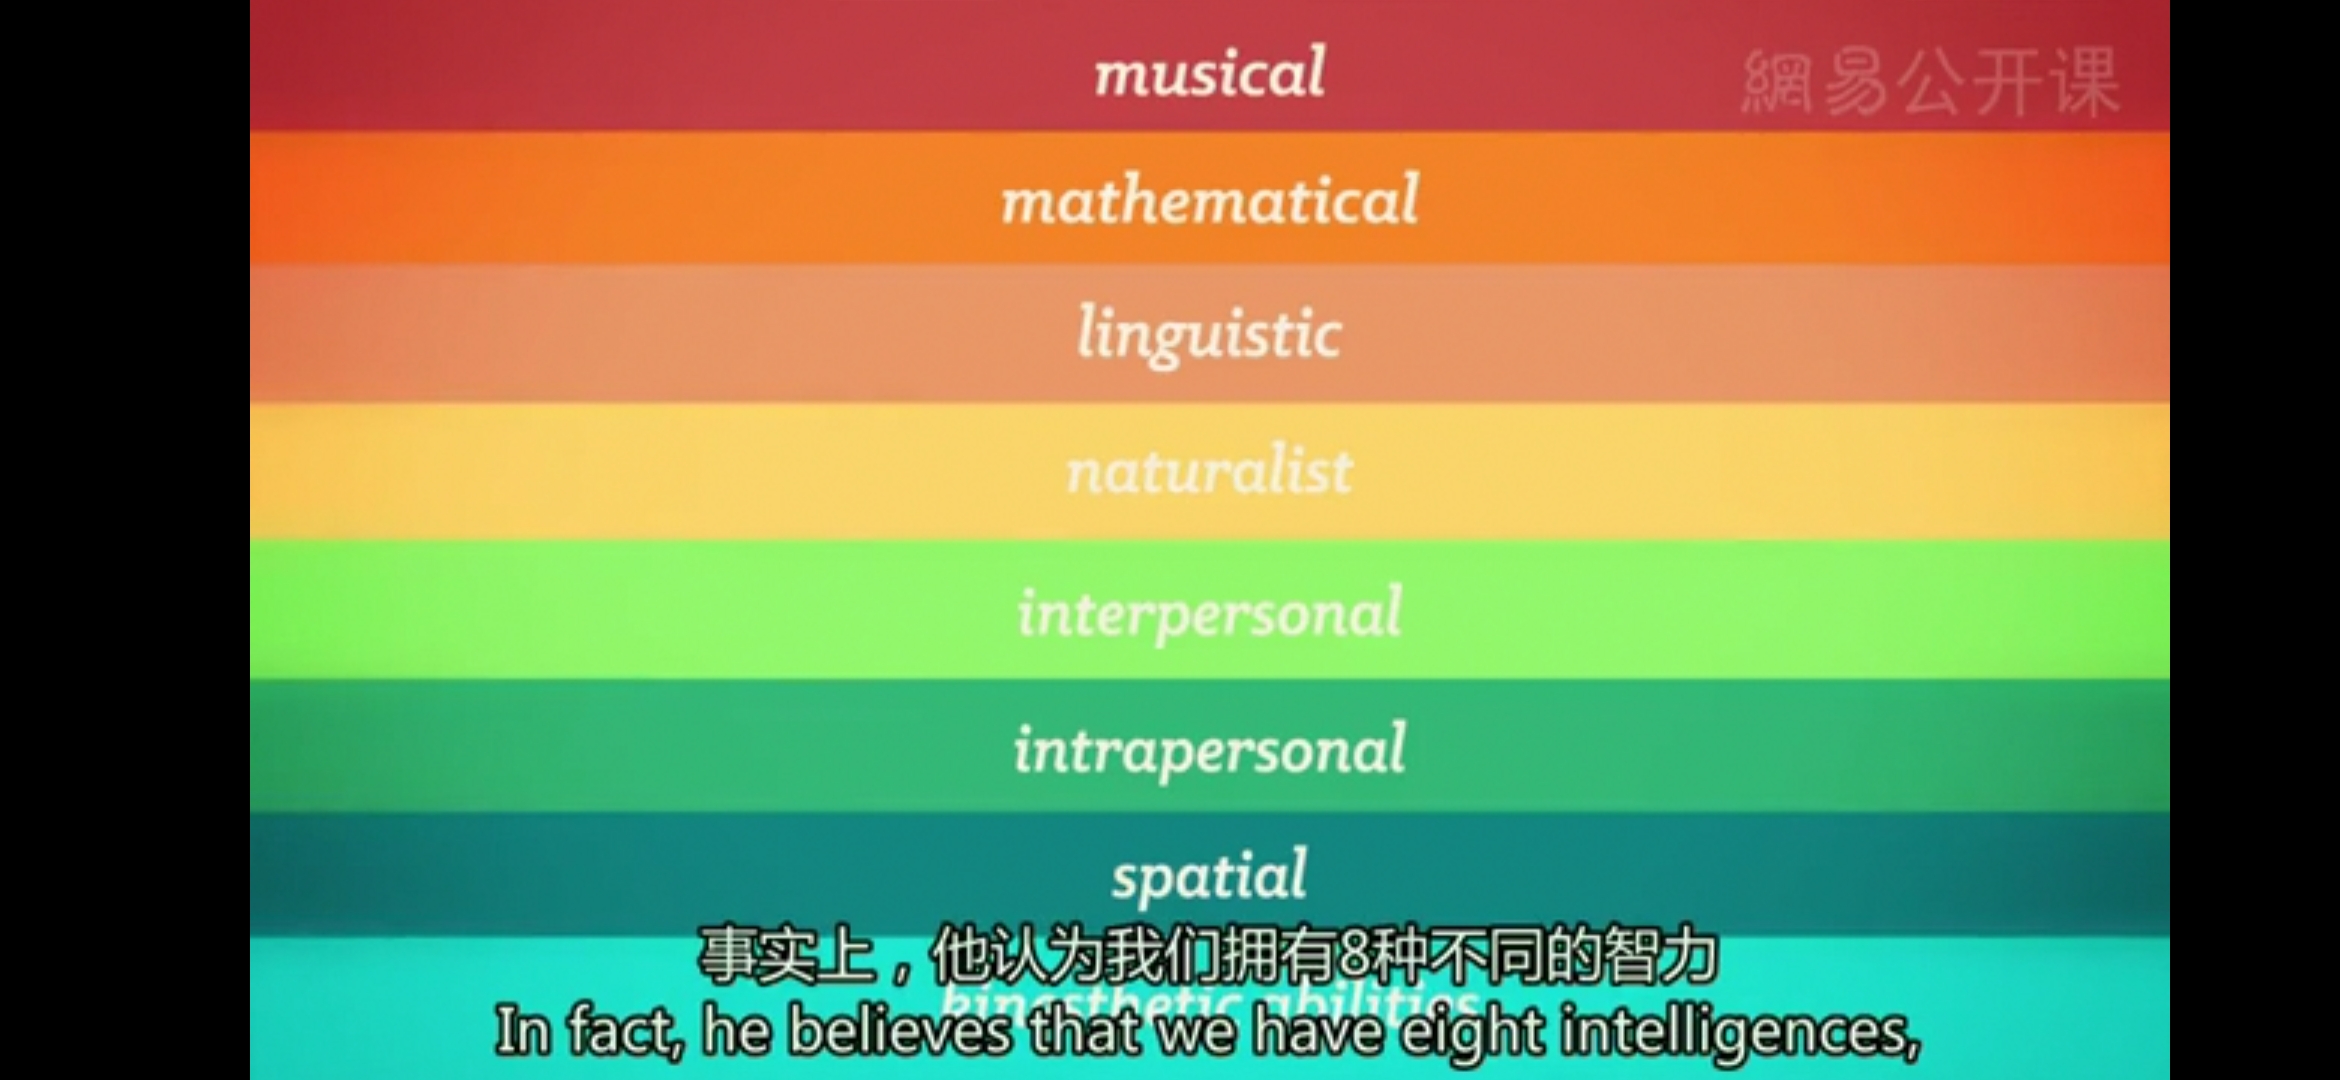 musical
網易公开课
mathematical
linguistic
naturalist
interpersonal
intrapersonal
spatial
kinesthetic abilities
事实上，他认为我们拥有8种不同的智力
In fact, he believes that we have eight intelligences,